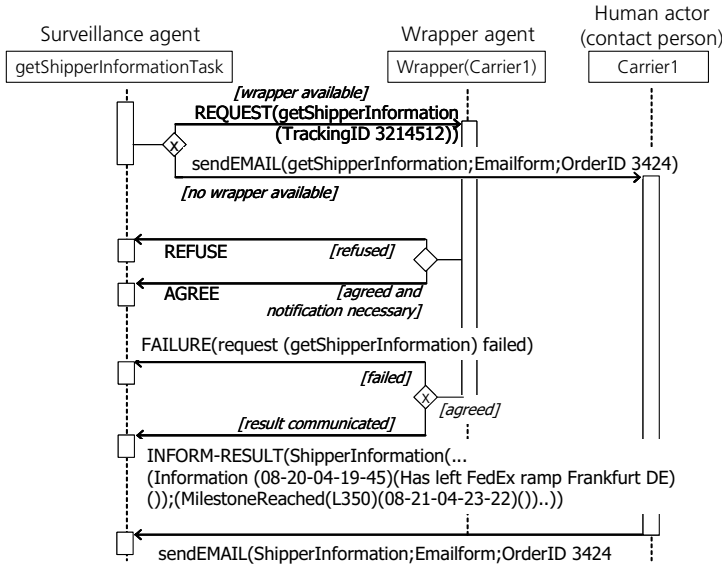 Human actor
Surveillance agent
Wrapper agent
(contact person)
getShipperInformationTask
Wrapper(Carrier1)
Carrier1
[wrapper available]
REQUEST(getShipperInformation
(TrackingID 3214512))
x
sendEMAIL(getShipperInformation;Emailform;OrderID 3424)
[no wrapper available]
REFUSE
[refused]
AGREE
[agreed and
notification necessary]
FAILURE(request (getShipperInformation) failed)
[failed]
x
[agreed]
[result communicated]
INFORM-RESULT(ShipperInformation(...
(Information (08-20-04-19-45)(Has left FedEx ramp Frankfurt DE)
());(MilestoneReached(L350)(08-21-04-23-22)())..))
sendEMAIL(ShipperInformation;Emailform;OrderID 3424